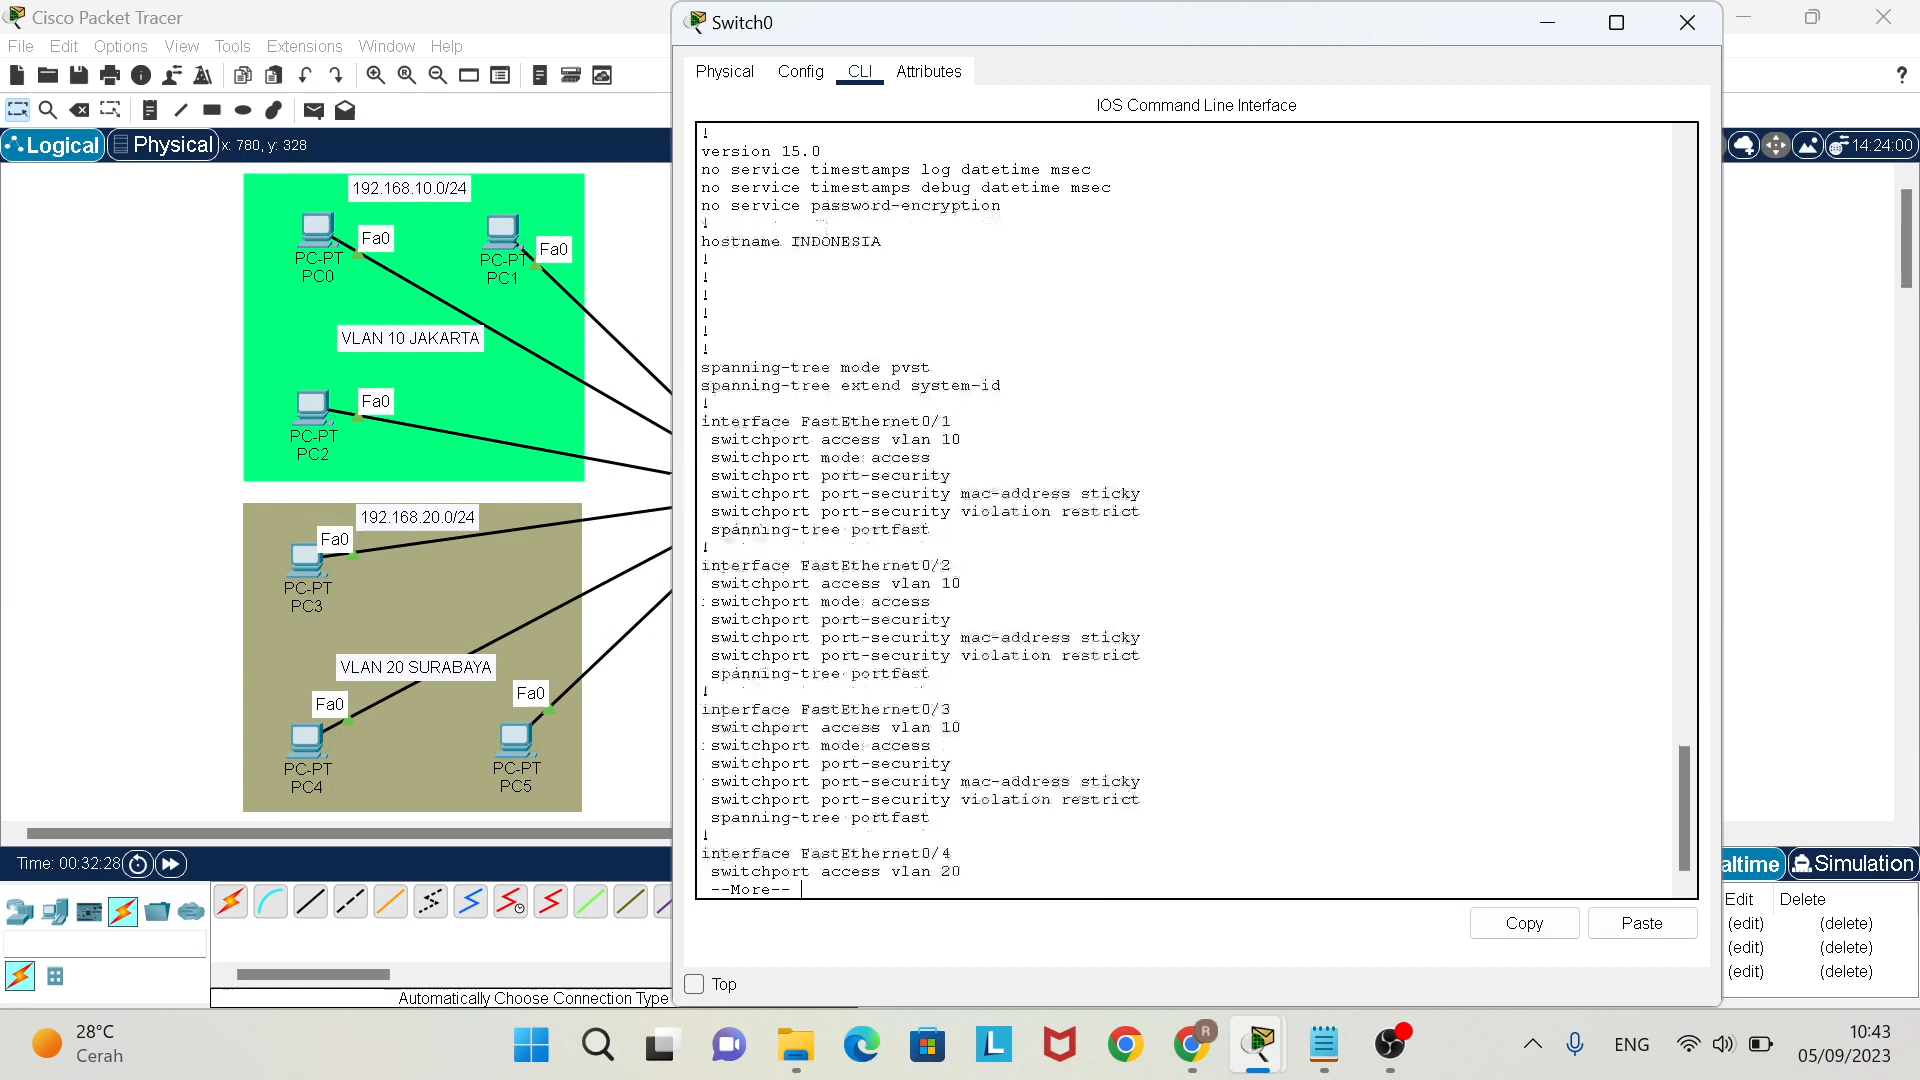 Cisco Packet Tracer
File Edit Options View Tools Extensions Window Help
Logical
Physical
x: 780, y: 328
192.168.10.0/24
Fa0
PC-PT
PC0
Fa0
PC-PT
PC1
VLAN 10 JAKARTA
Fa0
PC-PT
PC2
192.168.20.0/24
Fa0
PC-PT
PC3
VLAN 20 SURABAYA
Fa0
PC-PT
PC4
Fa0
PC-PT
PC5
Time: 00:32:28
Automatically Choose Connection Type
Switch0
Physical Config CLI Attributes
IOS Command Line Interface
!
version 15.0
no service timestamps log datetime msec
no service timestamps debug datetime msec
no service password-encryption
!
hostname INDONESIA
!
!
!
!
!
!
spanning-tree mode pvst
spanning-tree extend system-id
!
interface FastEthernet0/1
switchport access vlan 10
switchport mode access
switchport port-security
switchport port-security mac-address sticky
switchport port-security violation restrict
spanning-tree portfast
!
interface FastEthernet0/2
switchport access vlan 10
switchport mode access
switchport port-security
switchport port-security mac-address sticky
switchport port-security violation restrict
spanning-tree portfast
!
interface FastEthernet0/3
switchport access vlan 10
switchport mode access
switchport port-security
switchport port-security mac-address sticky
switchport port-security violation restrict
spanning-tree portfast
!
interface FastEthernet0/4
switchport access vlan 20
--More--
Copy Paste
Top
?
14:24:00
altime
Simulation
Edit Delete
(edit) (delete)
(edit) (delete)
(edit) (delete)
28°C
Cerah
L
R
ENG
10:43
05/09/2023